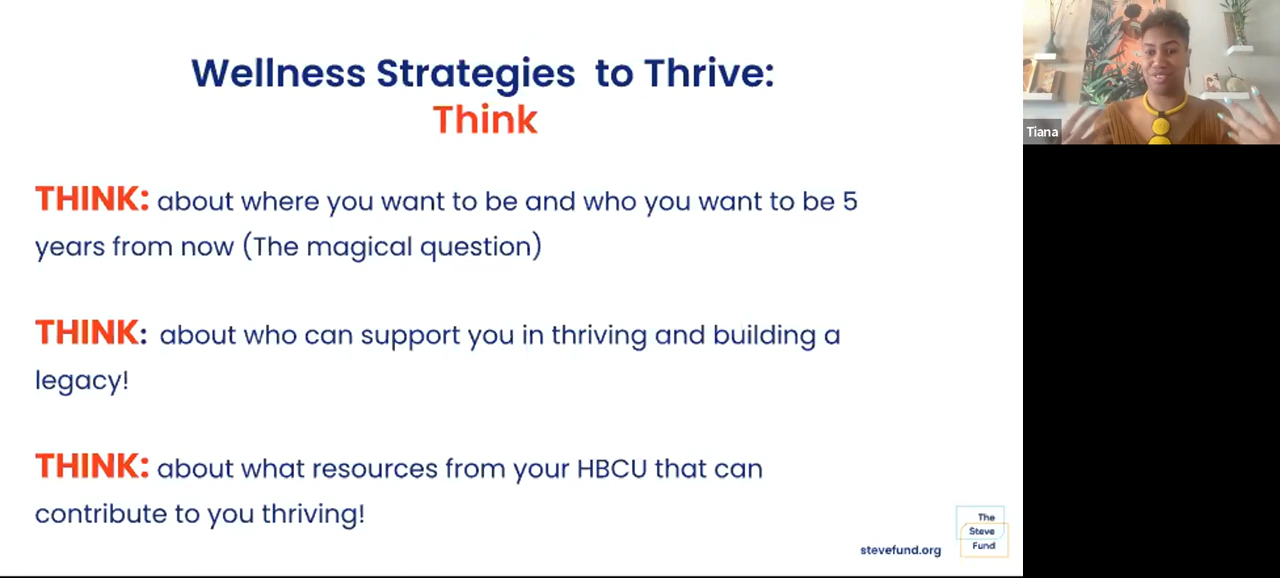 Wellness Strategies to Thrive:
Think
THINK: about where you want to be and who you want to be 5
years from now (The magical question)
THINK: about who can support you in thriving and building a
legacy!
THINK: about what resources from your HBCU that can
contribute to you thriving!
stevefund.org
The
Steve
Fund
Tiana